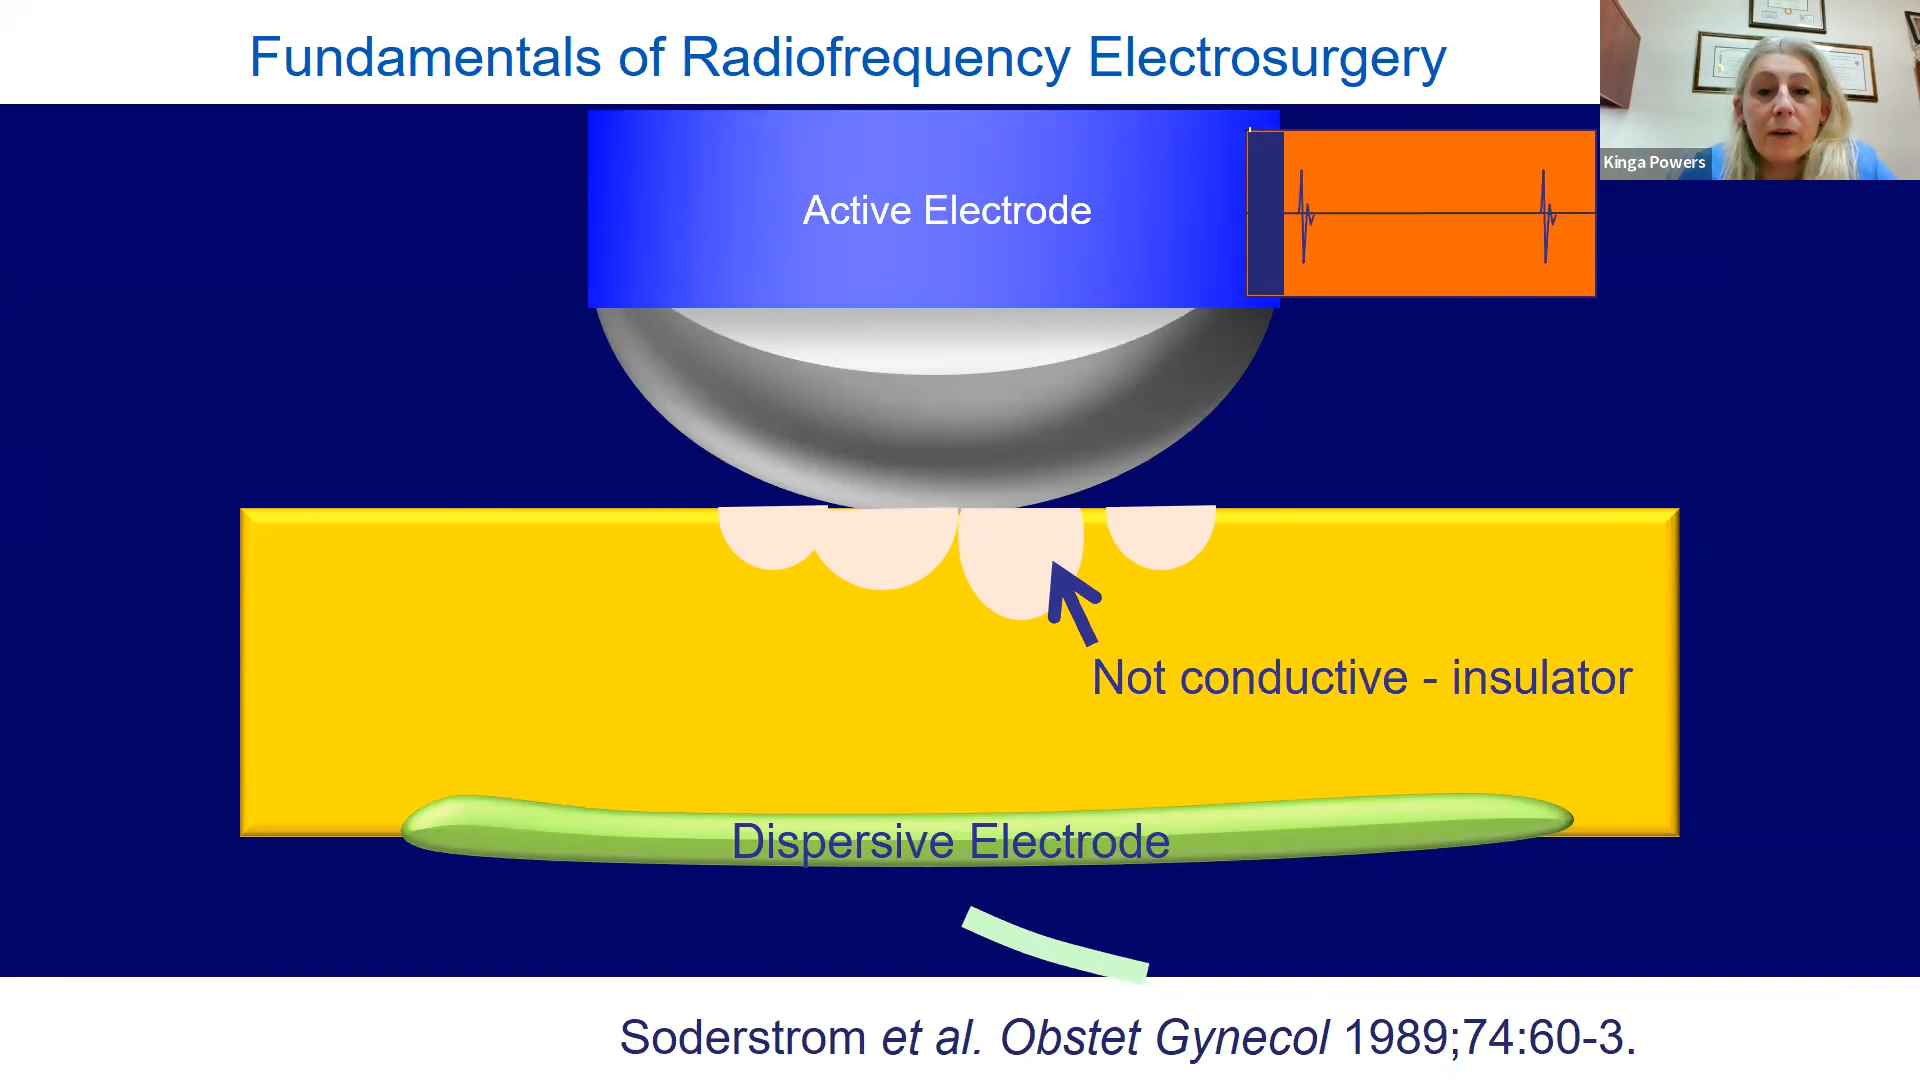 Fundamentals of Radiofrequency Electrosurgery
Kinga Powers
Active Electrode
Not conductive - insulator
Dispersive Electrode
Soderstrom et al. Obstet Gynecol 1989;74:60-3.